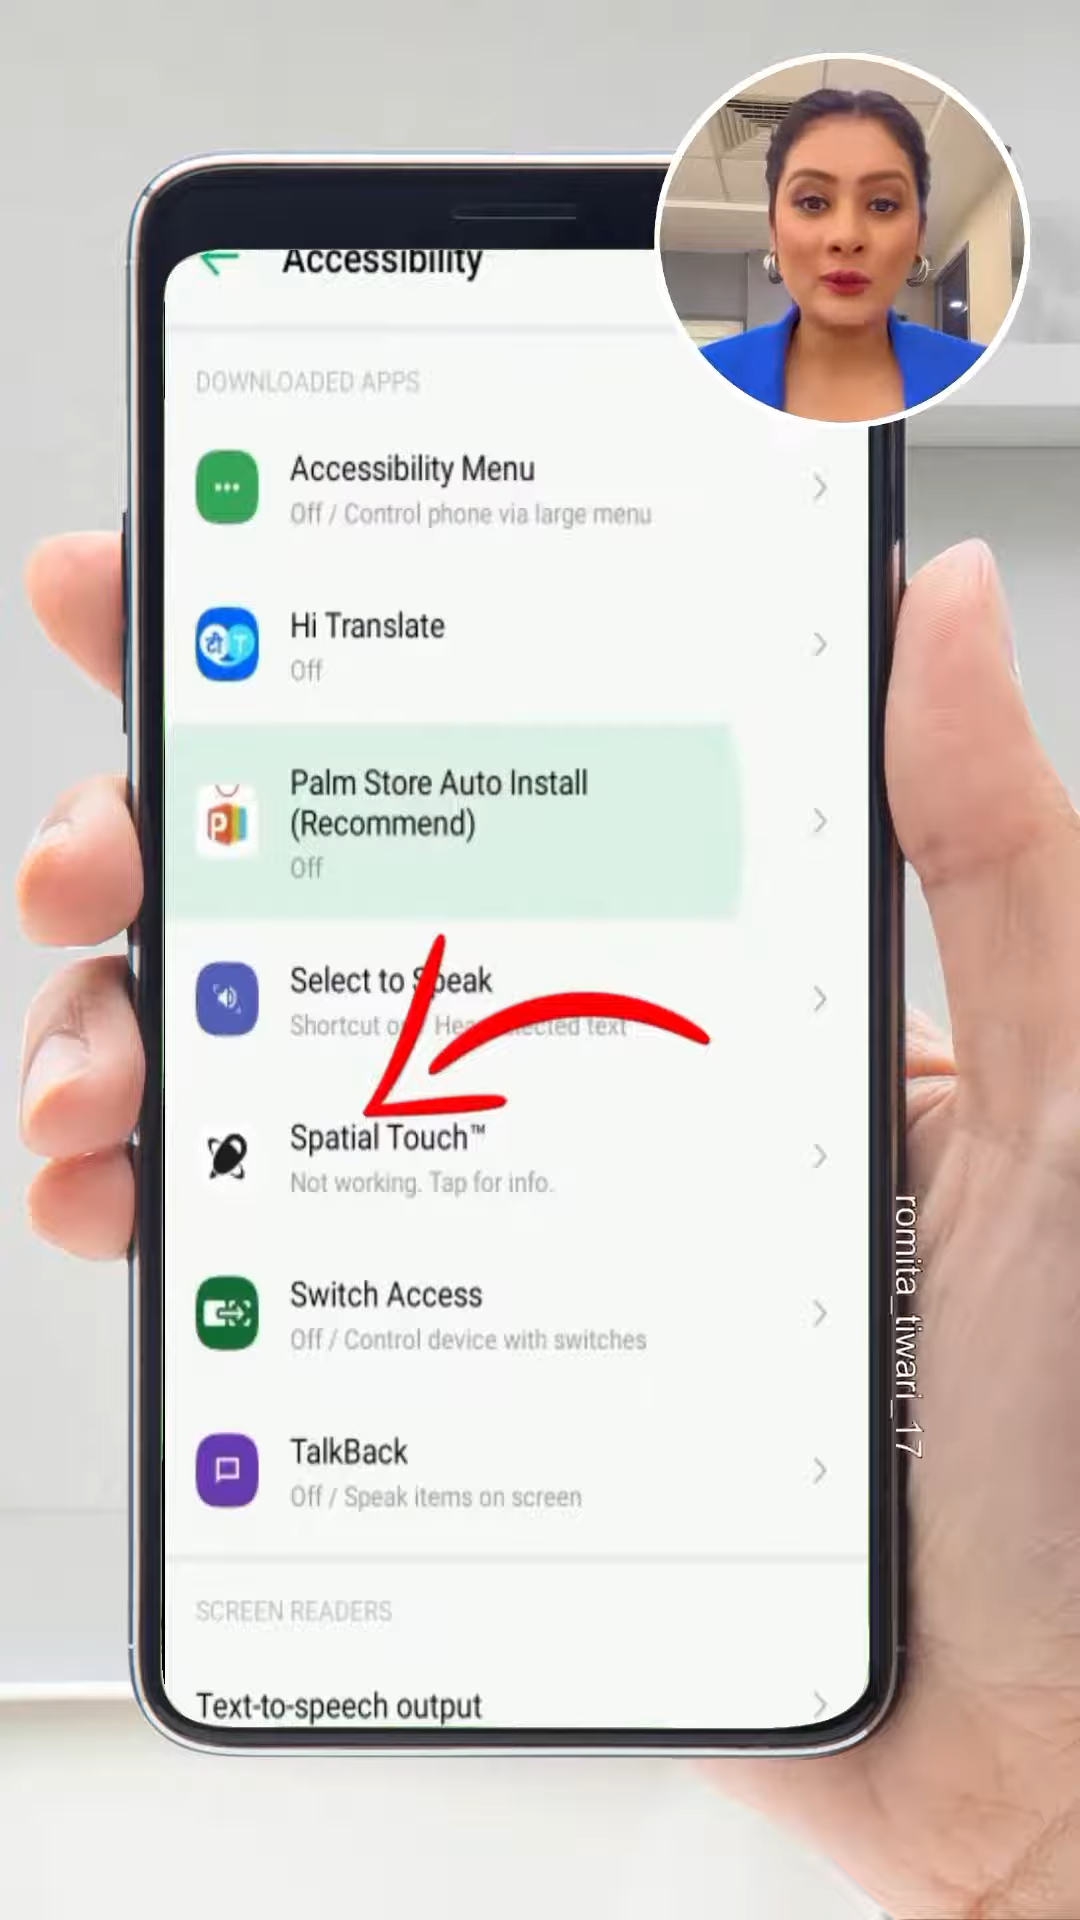 Accessibility
DOWNLOADED APPS
Accessibility Menu
Off / Control phone via large menu
Hi Translate
Off
Palm Store Auto Install
(Recommend)
Off
Select to Speak
Shortcut selected text
Spatial Touch™
Not working. Tap for info.
Switch Access
Off / Control device with switches
TalkBack
Off / Speak items on screen
SCREEN READERS
Text-to-speech output
romita_tiwari_17